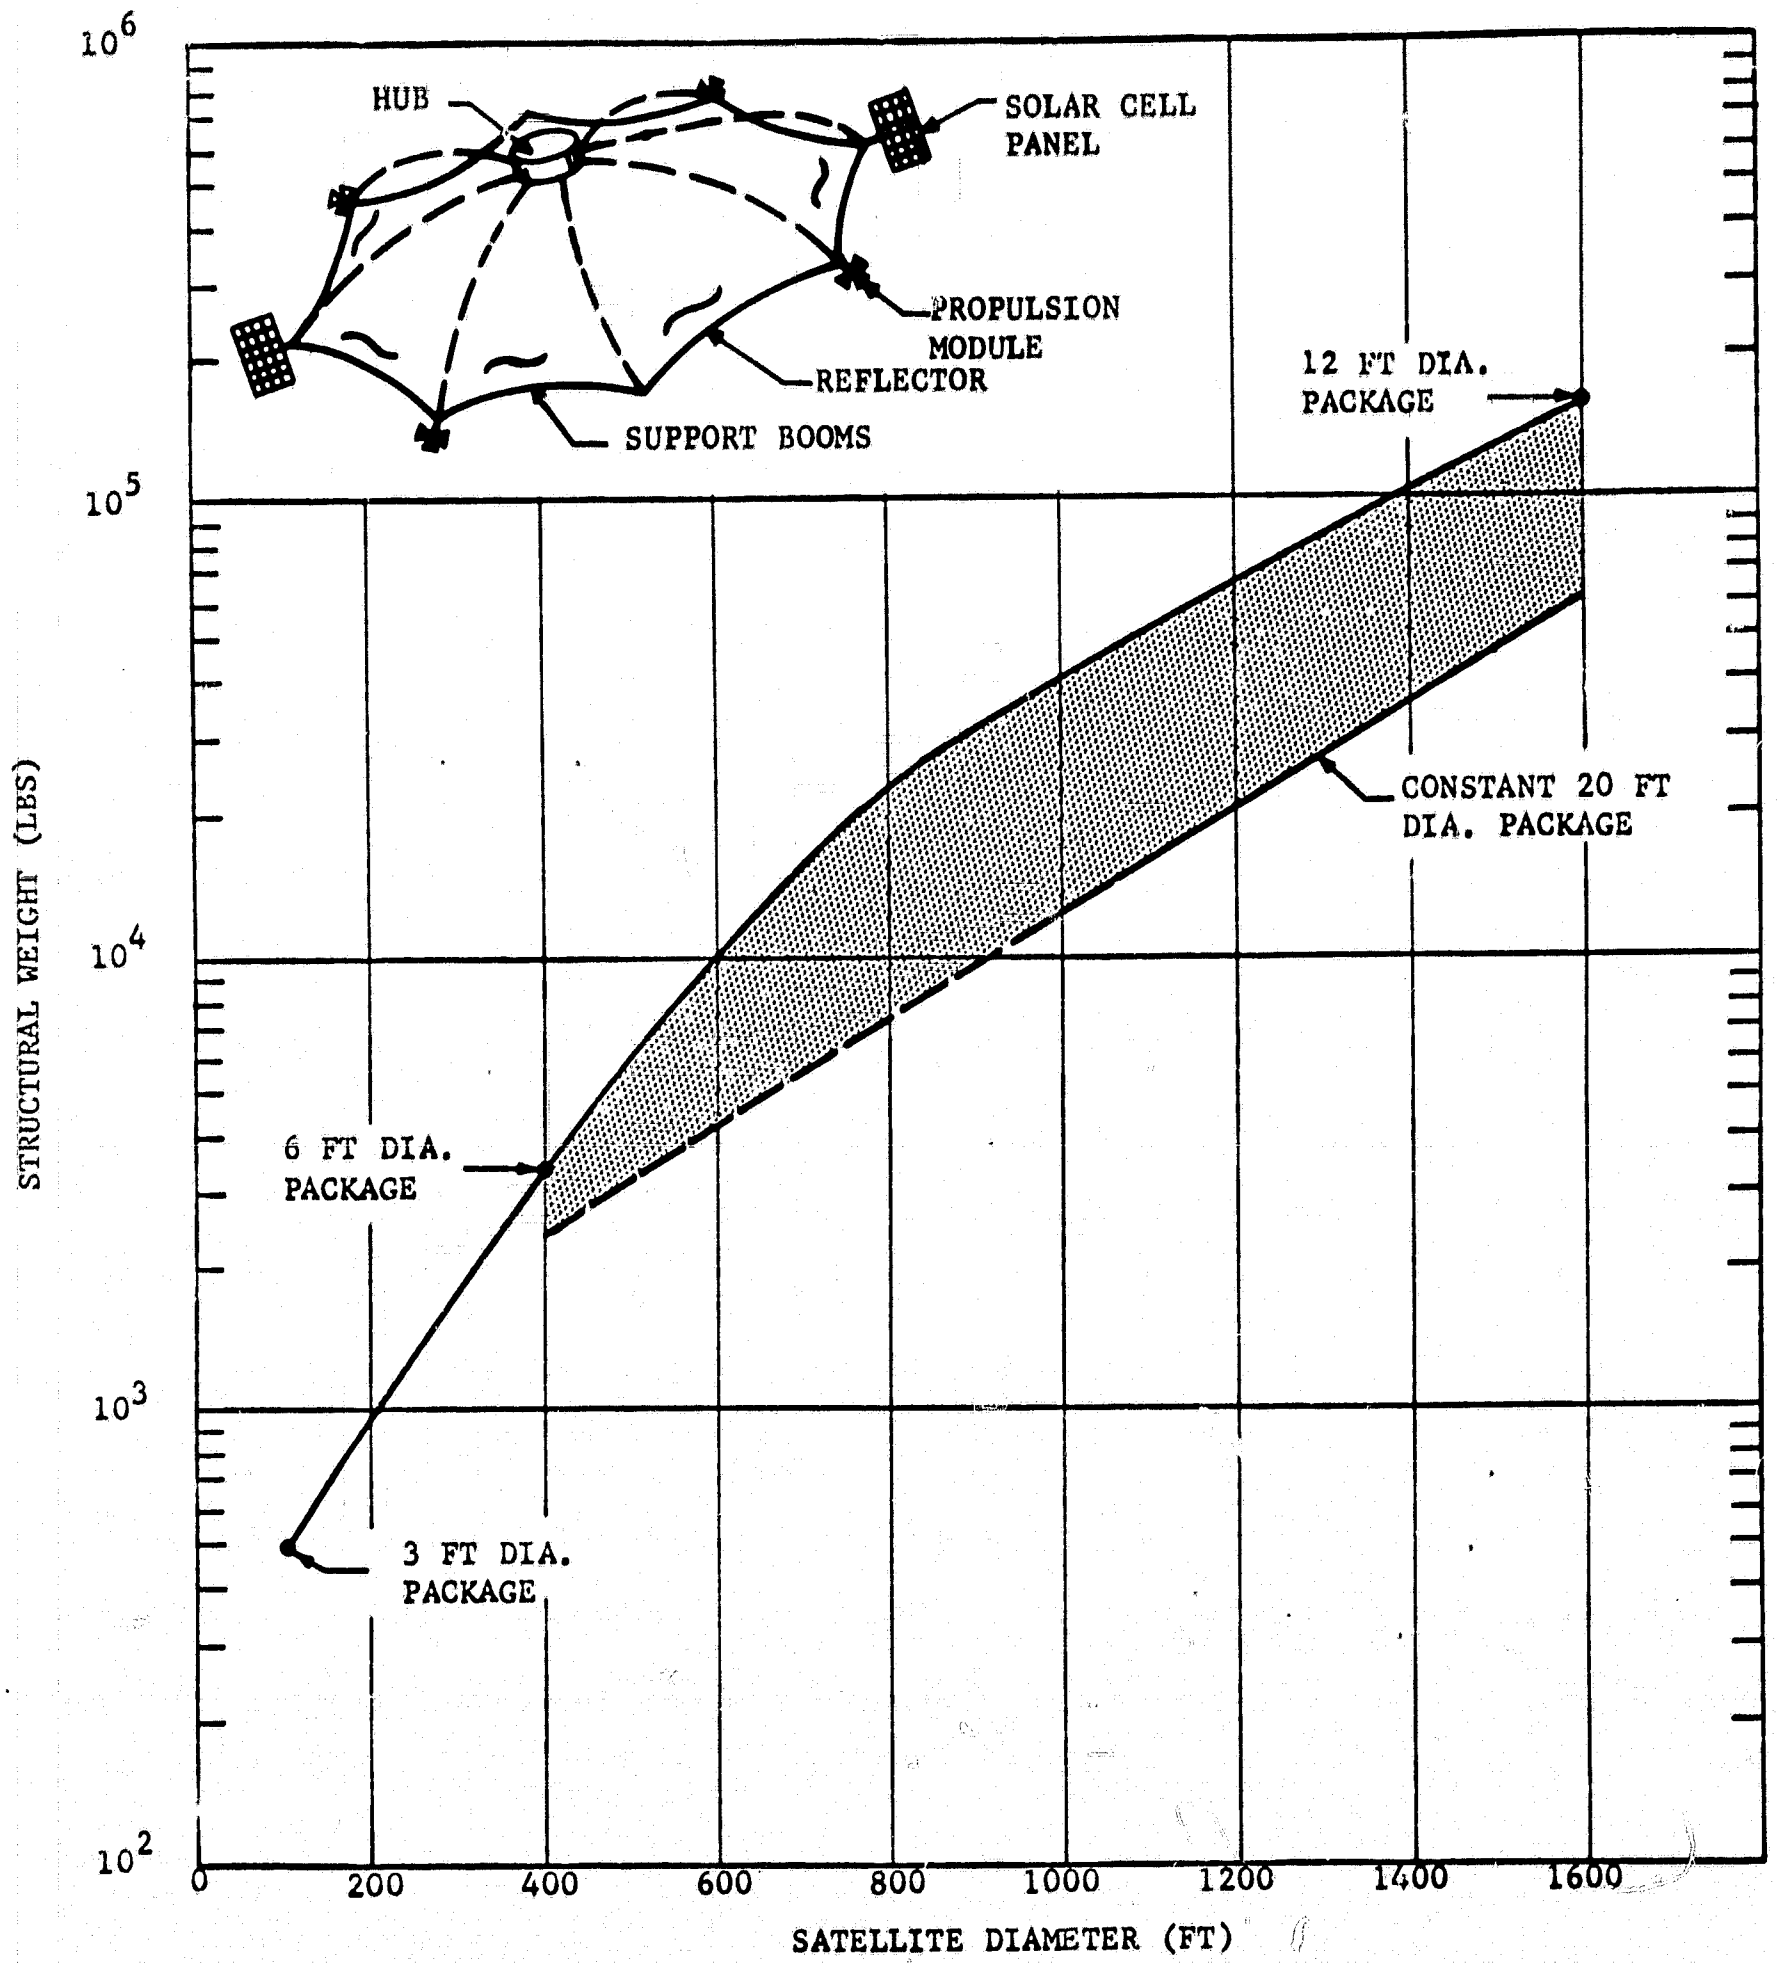 10^6
HUB
SOLAR CELL
PANEL
PROPULSION
MODULE
REFLECTOR
SUPPORT BOOMS
12 FT DIA.
PACKAGE
10^5
CONSTANT 20 FT
DIA. PACKAGE
STRUCTURAL WEIGHT (LBS)
10^4
6 FT DIA.
PACKAGE
10^3
3 FT DIA.
PACKAGE
10^2
0 200 400 600 800 1000 1200 1400 1600
SATELLITE DIAMETER (FT)